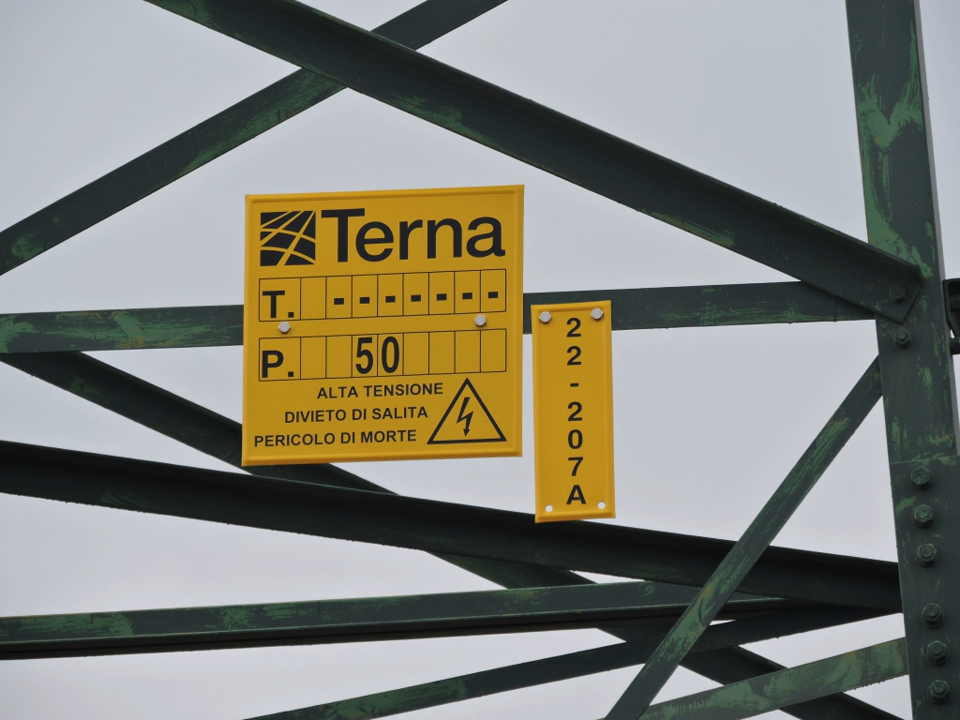 Terna
T. - - - - - - -
P. 50
ALTA TENSIONE
DIVIETO DI SALITA
PERICOLO DI MORTE
22-207A